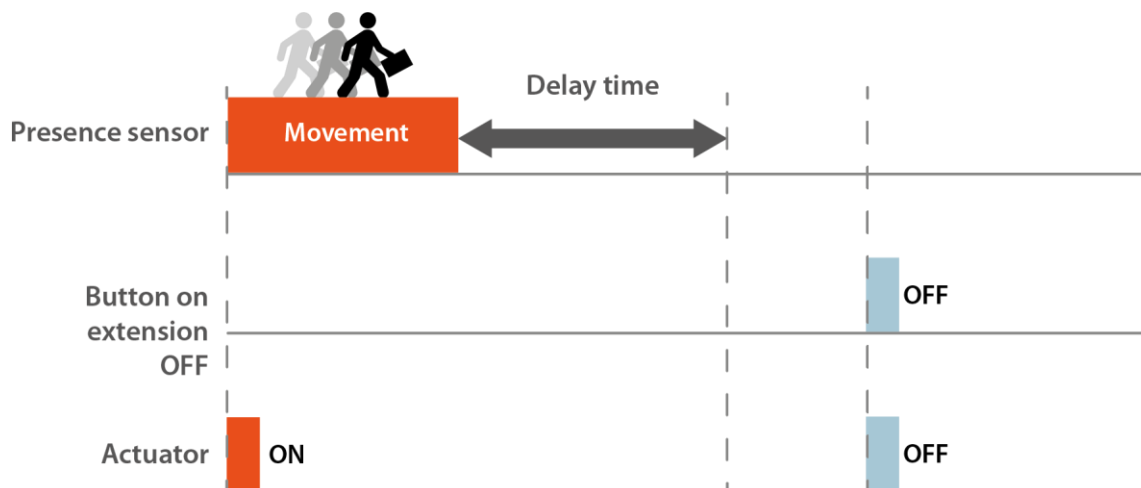 Delay time
Presence sensor
Movement
Button on
extension
OFF
OFF
Actuator
ON
OFF